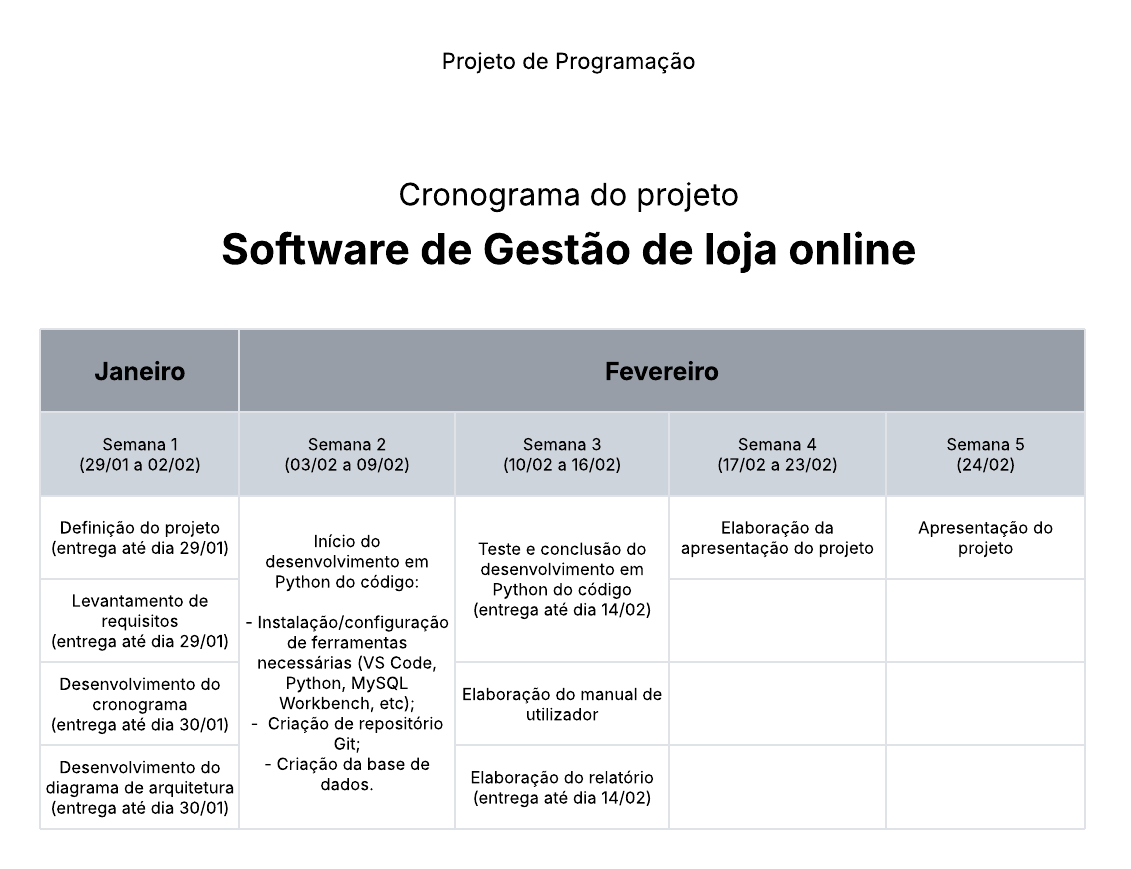 Projeto de Programação
Cronograma do projeto
Software de Gestão de loja online
Janeiro
Fevereiro
Semana 1
(29/01 a 02/02)
Semana 2
(03/02 a 09/02)
Semana 3
(10/02 a 16/02)
Semana 4
(17/02 a 23/02)
Semana 5
(24/02)
Definição do projeto
(entrega até dia 29/01)
Levantamento de
requisitos
(entrega até dia 29/01)
Desenvolvimento do
cronograma
(entrega até dia 30/01)
Desenvolvimento do
diagrama de arquitetura
(entrega até dia 30/01)
Início do
desenvolvimento em
Python do código:
- Instalação/configuração
de ferramentas
necessárias (VS Code,
Python, MySQL
Workbench, etc);
-  Criação de repositório
Git;
- Criação da base de
dados.
Teste e conclusão do
desenvolvimento em
Python do código
(entrega até dia 14/02)
Elaboração do manual de
utilizador
Elaboração do relatório
(entrega até dia 14/02)
Elaboração da
apresentação do projeto
Apresentação do
projeto